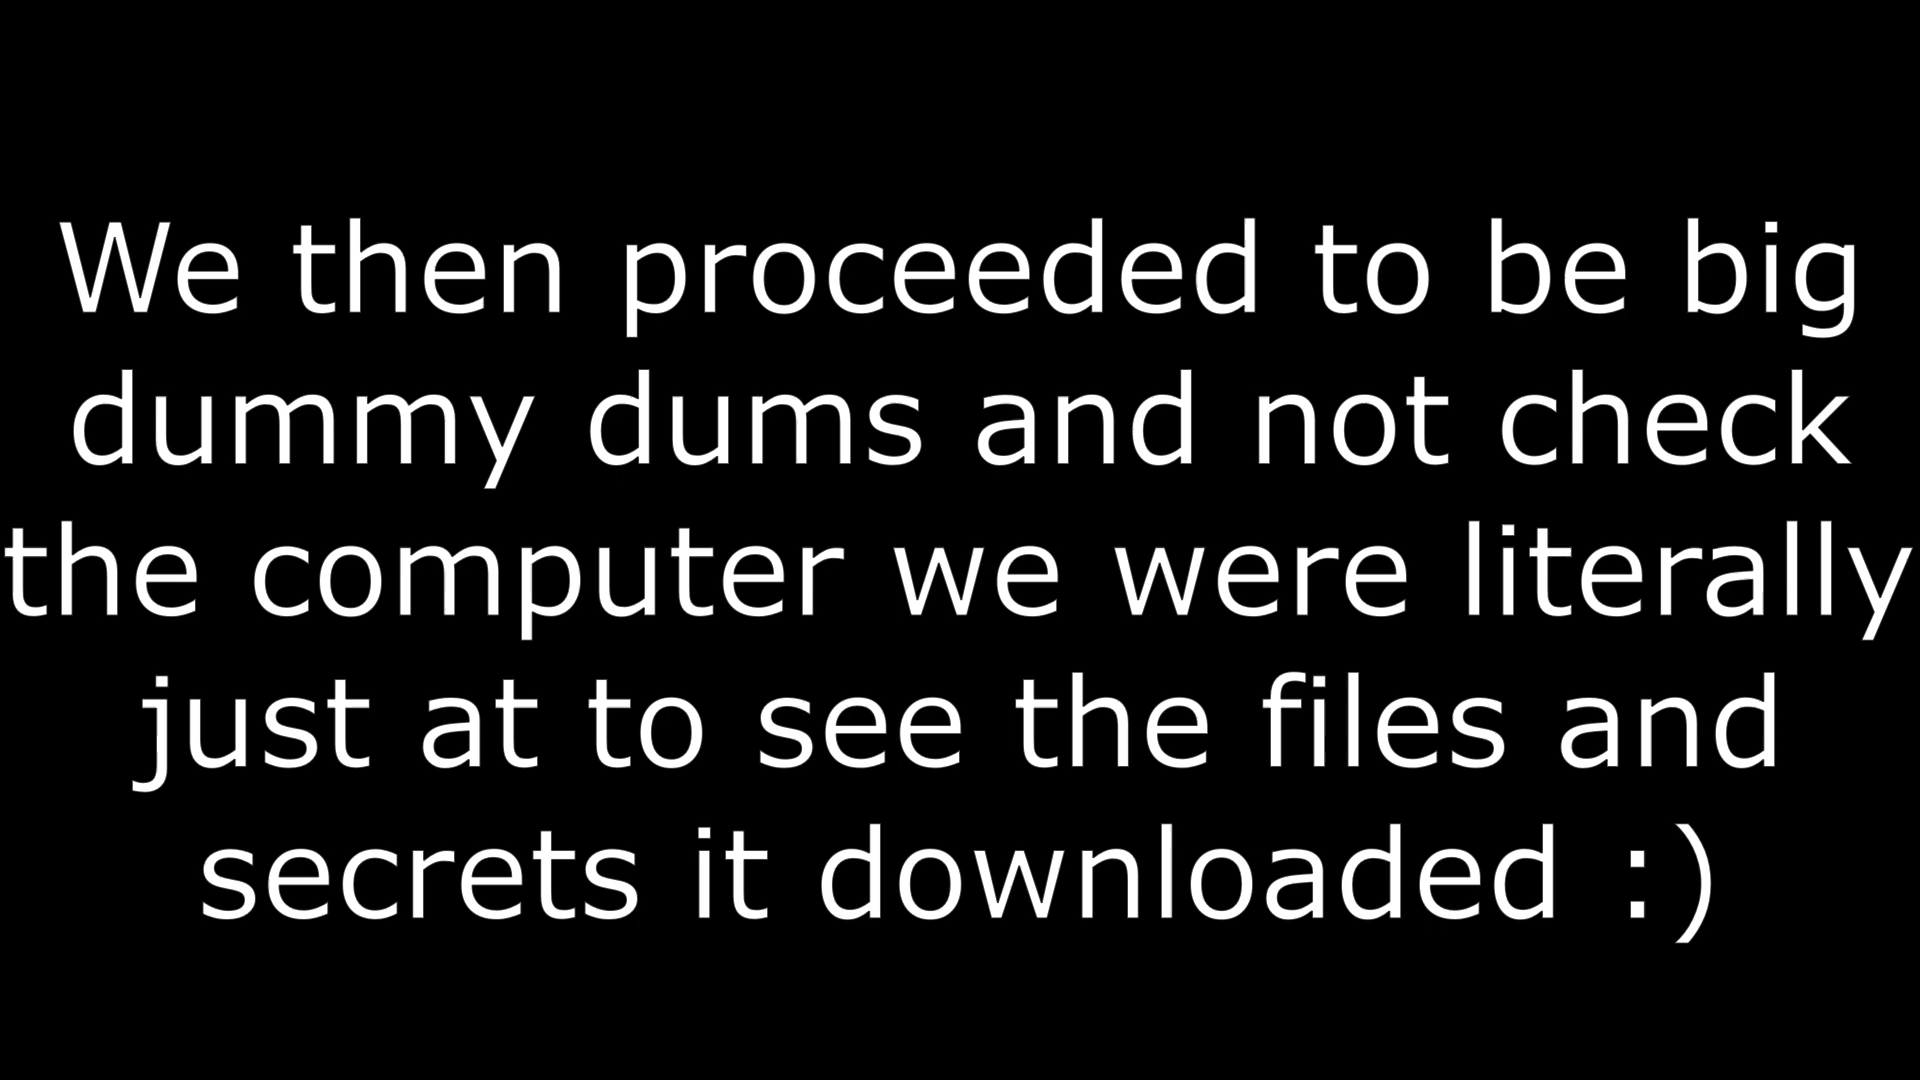 We then proceeded to be big
dummy dums and not check
the computer we were literally
just at to see the files and
secrets it downloaded :)